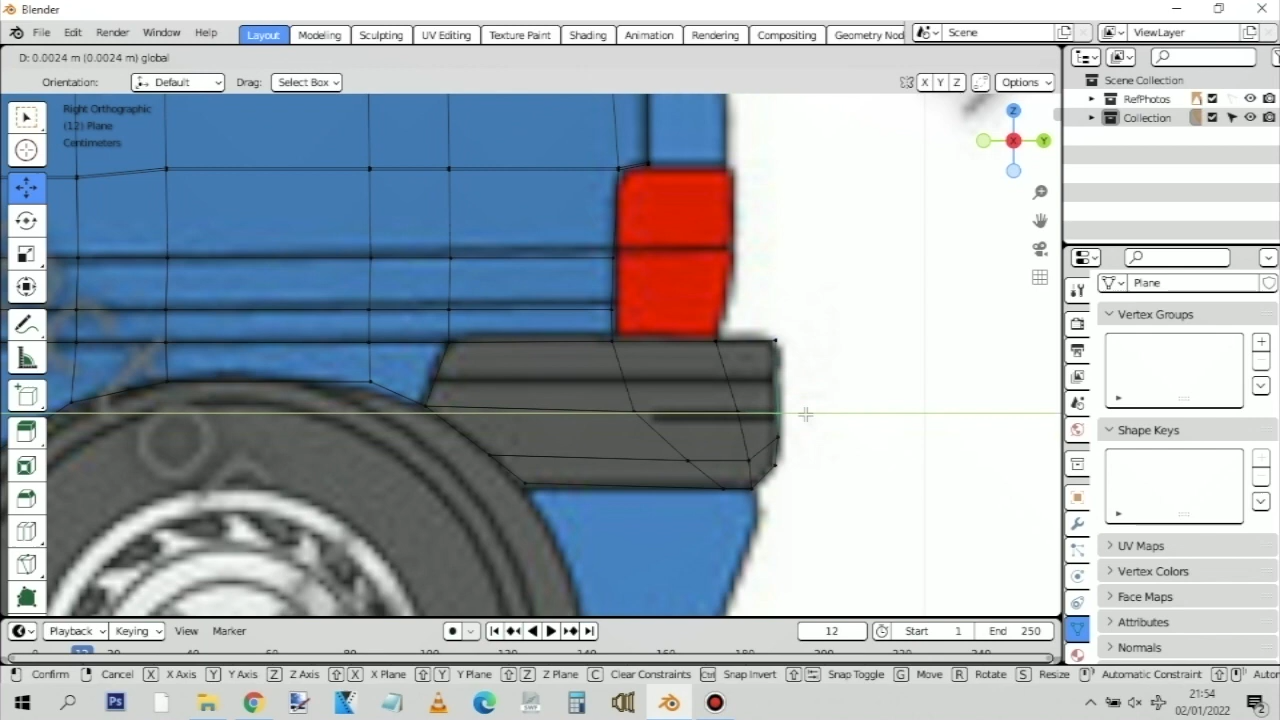 Blender
File Edit Render Window Help Layout Modeling Sculpting UV Editing Texture Paint Shading Animation Rendering Compositing Geometry Nod Scene ViewLayer
D: 0.0024 m (0.0024 m) global
Orientation: Default Drag: Select Box X Y Z Options
Right Orthographic
(12) Plane
Centimeters
Z
X
Y
Scene Collection
RefPhotos
Collection
Plane
Vertex Groups
Shape Keys
UV Maps
Vertex Colors
Face Maps
Attributes
Normals
Playback Keying View Marker 12 Start 1 End 250
Confirm Cancel X X Axis Y Y Axis Z Z Axis X X Plane Y Y Plane Z Z Plane C Clear Constraints Ctrl Snap Invert Snap Toggle G Move R Rotate S Resize Automatic Constraint Autor
Ps
21:54
02/01/2022
2